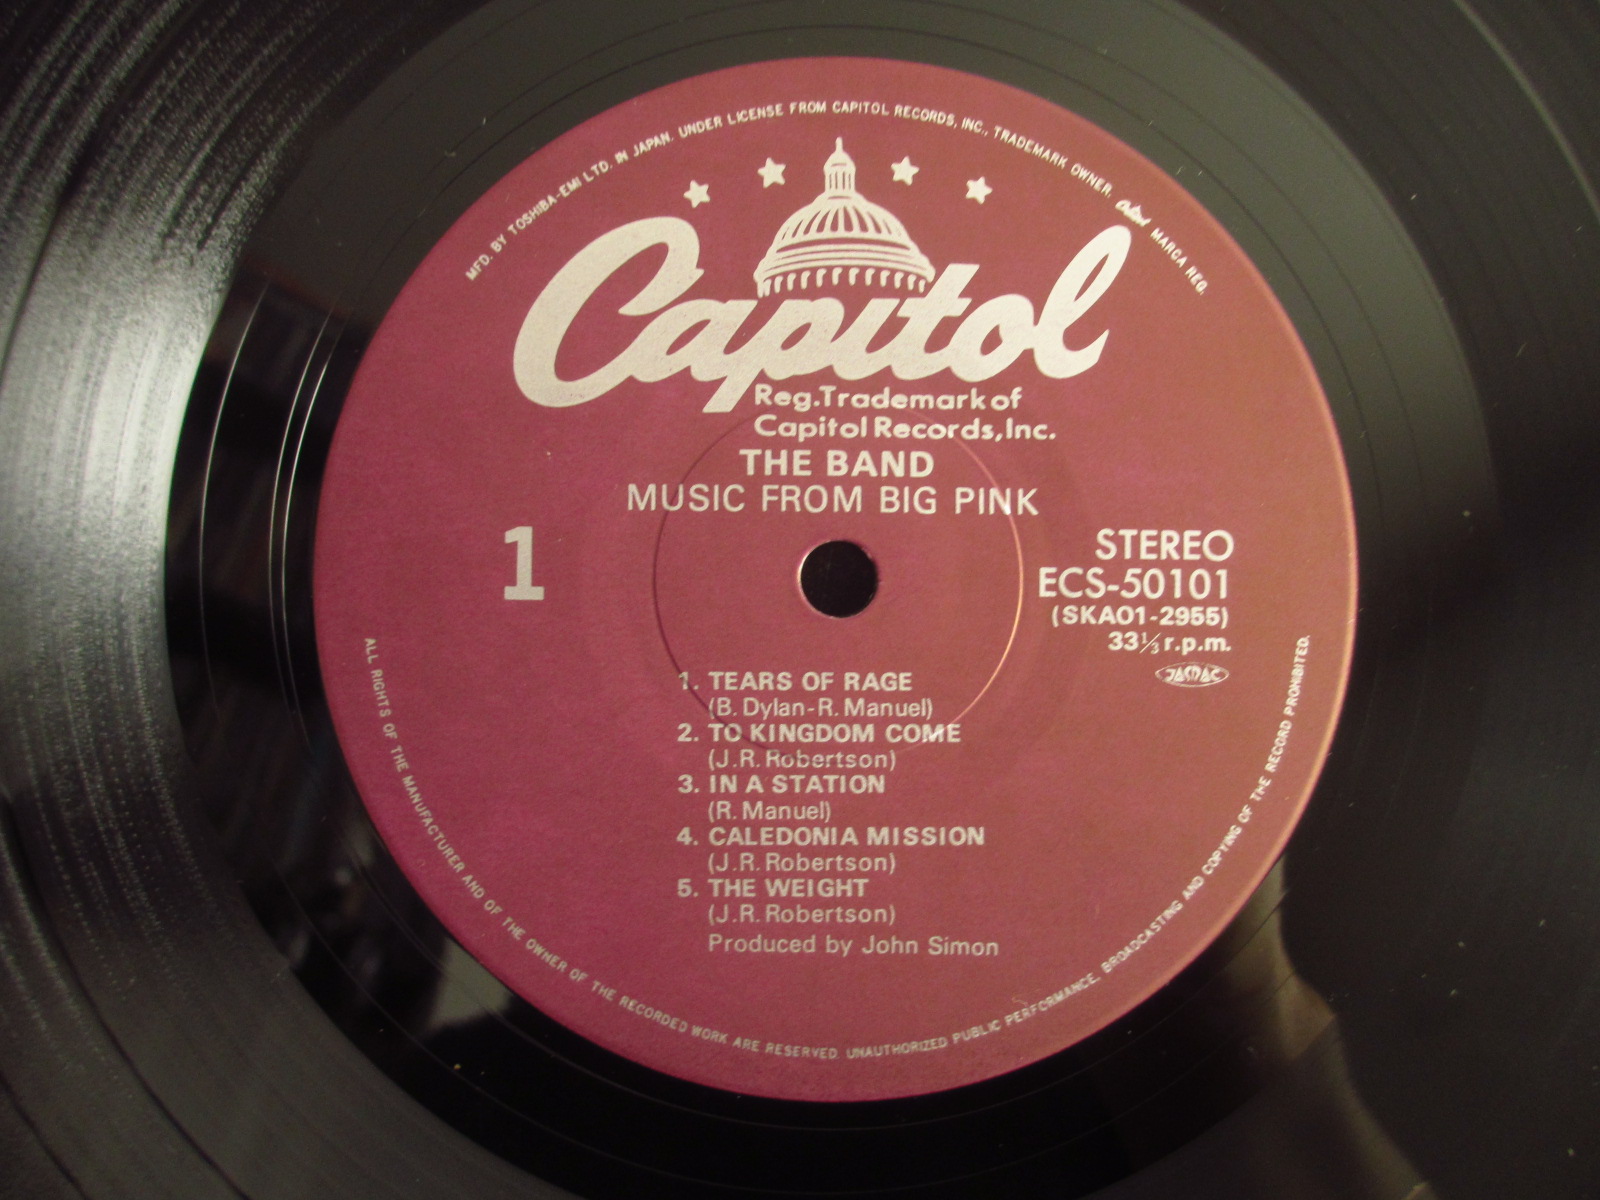 MFD. BY TOSHIBA-EMI LTD. IN JAPAN. UNDER LICENSE FROM CAPITOL RECORDS, INC., TRADEMARK OWNER. Capitol MARCA REG.
Capitol
Reg.Trademark of
Capitol Records,Inc.
THE BAND
MUSIC FROM BIG PINK
1
STEREO
ECS-50101
(SKAO1-2955)
33⅓ r.p.m.
JASRAC
1. TEARS OF RAGE
(B. Dylan-R. Manuel)
2. TO KINGDOM COME
(J.R. Robertson)
3. IN A STATION
(R. Manuel)
4. CALEDONIA MISSION
(J.R. Robertson)
5. THE WEIGHT
(J.R. Robertson)
Produced by John Simon
ALL RIGHTS OF THE MANUFACTURER AND OF THE OWNER OF THE RECORDED WORK ARE RESERVED. UNAUTHORIZED PUBLIC PERFORMANCE, BROADCASTING AND COPYING OF THE RECORD PROHIBITED.